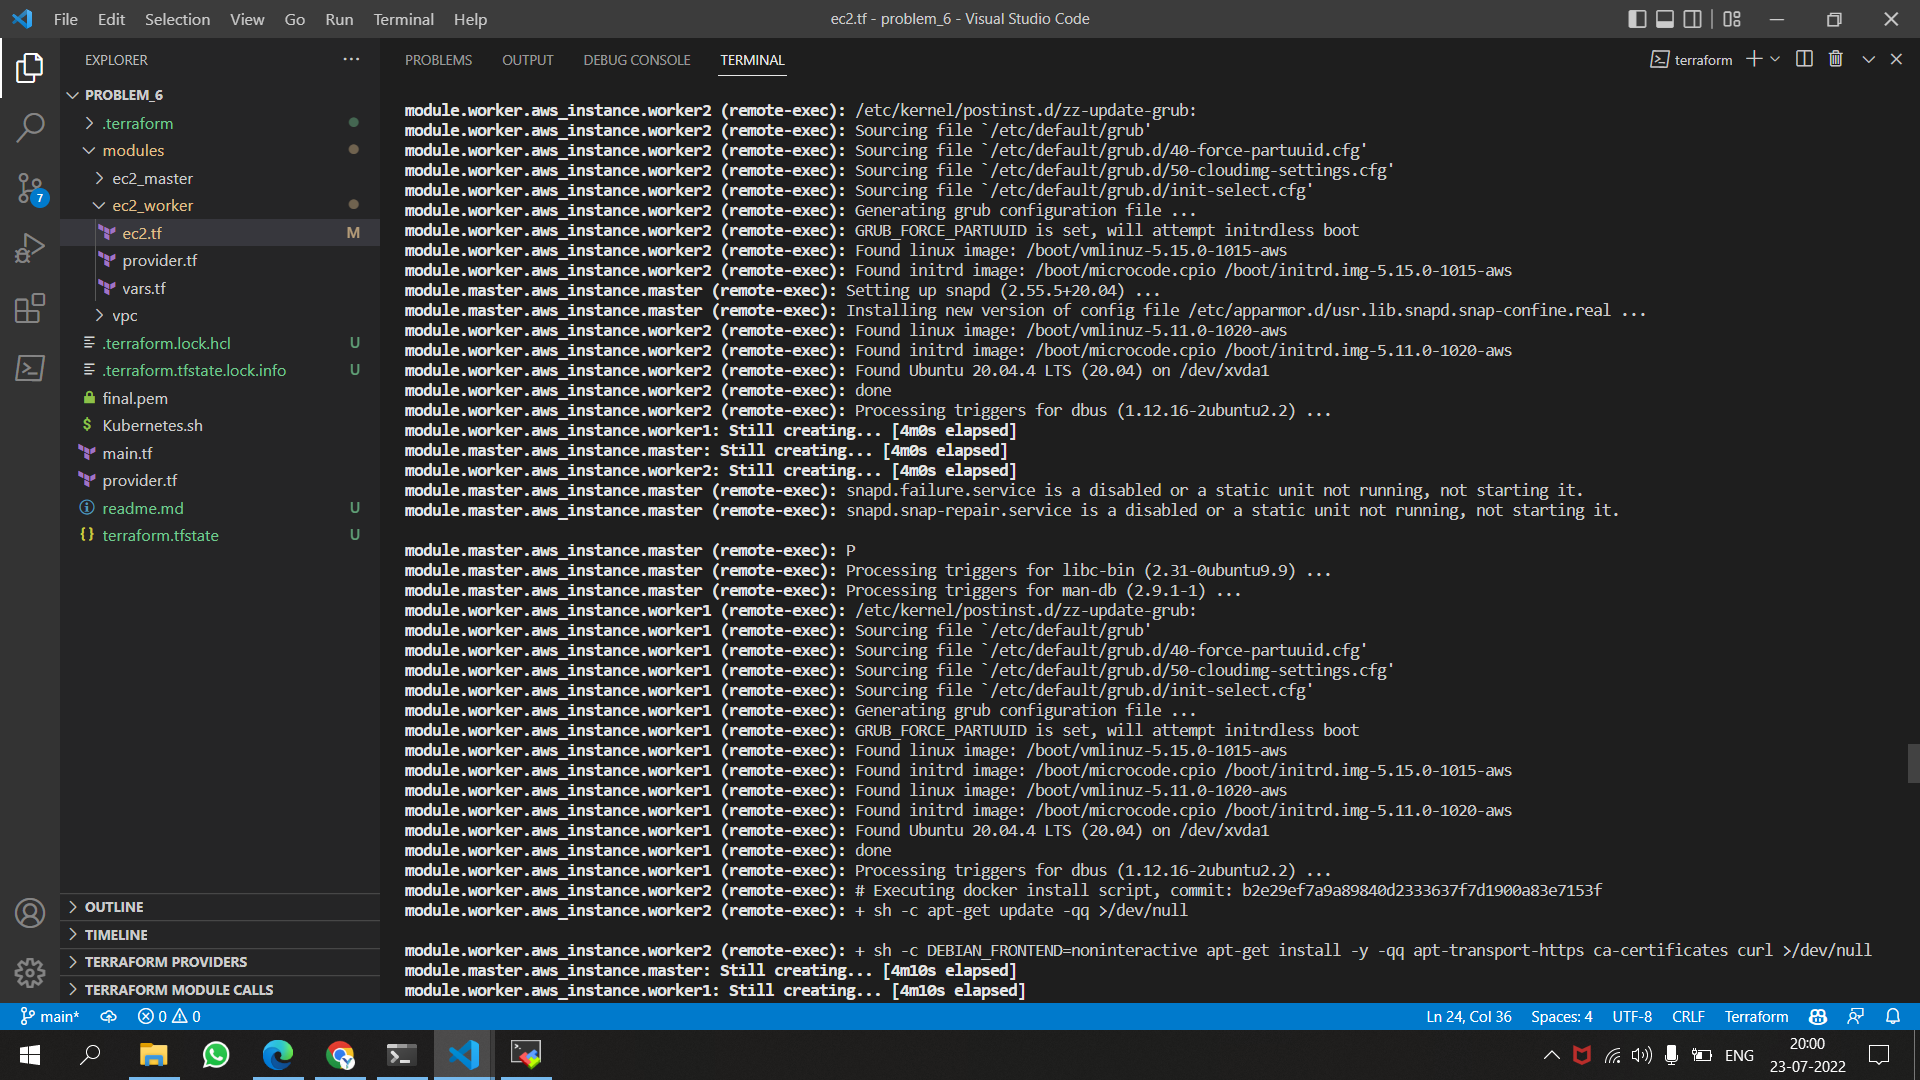 File Edit Selection View Go Run Terminal Help
ec2.tf - problem_6 - Visual Studio Code
EXPLORER
PROBLEM_6
.terraform
modules
ec2_master
ec2_worker
ec2.tf M
provider.tf
vars.tf
vpc
.terraform.lock.hcl U
.terraform.tfstate.lock.info U
final.pem
Kubernetes.sh
main.tf
provider.tf
readme.md U
terraform.tfstate U
OUTLINE
TIMELINE
TERRAFORM PROVIDERS
TERRAFORM MODULE CALLS
7
PROBLEMS OUTPUT DEBUG CONSOLE TERMINAL
terraform
module.worker.aws_instance.worker2 (remote-exec): /etc/kernel/postinst.d/zz-update-grub:
module.worker.aws_instance.worker2 (remote-exec): Sourcing file `/etc/default/grub'
module.worker.aws_instance.worker2 (remote-exec): Sourcing file `/etc/default/grub.d/40-force-partuuid.cfg'
module.worker.aws_instance.worker2 (remote-exec): Sourcing file `/etc/default/grub.d/50-cloudimg-settings.cfg'
module.worker.aws_instance.worker2 (remote-exec): Sourcing file `/etc/default/grub.d/init-select.cfg'
module.worker.aws_instance.worker2 (remote-exec): Generating grub configuration file ...
module.worker.aws_instance.worker2 (remote-exec): GRUB_FORCE_PARTUUID is set, will attempt initrdless boot
module.worker.aws_instance.worker2 (remote-exec): Found linux image: /boot/vmlinuz-5.15.0-1015-aws
module.worker.aws_instance.worker2 (remote-exec): Found initrd image: /boot/microcode.cpio /boot/initrd.img-5.15.0-1015-aws
module.master.aws_instance.master (remote-exec): Setting up snapd (2.55.5+20.04) ...
module.master.aws_instance.master (remote-exec): Installing new version of config file /etc/apparmor.d/usr.lib.snapd.snap-confine.real ...
module.worker.aws_instance.worker2 (remote-exec): Found linux image: /boot/vmlinuz-5.11.0-1020-aws
module.worker.aws_instance.worker2 (remote-exec): Found initrd image: /boot/microcode.cpio /boot/initrd.img-5.11.0-1020-aws
module.worker.aws_instance.worker2 (remote-exec): Found Ubuntu 20.04.4 LTS (20.04) on /dev/xvda1
module.worker.aws_instance.worker2 (remote-exec): done
module.worker.aws_instance.worker2 (remote-exec): Processing triggers for dbus (1.12.16-2ubuntu2.2) ...
module.worker.aws_instance.worker1: Still creating... [4m0s elapsed]
module.master.aws_instance.master: Still creating... [4m0s elapsed]
module.worker.aws_instance.worker2: Still creating... [4m0s elapsed]
module.master.aws_instance.master (remote-exec): snapd.failure.service is a disabled or a static unit not running, not starting it.
module.master.aws_instance.master (remote-exec): snapd.snap-repair.service is a disabled or a static unit not running, not starting it.
module.master.aws_instance.master (remote-exec): P
module.master.aws_instance.master (remote-exec): Processing triggers for libc-bin (2.31-0ubuntu9.9) ...
module.master.aws_instance.master (remote-exec): Processing triggers for man-db (2.9.1-1) ...
module.worker.aws_instance.worker1 (remote-exec): /etc/kernel/postinst.d/zz-update-grub:
module.worker.aws_instance.worker1 (remote-exec): Sourcing file `/etc/default/grub'
module.worker.aws_instance.worker1 (remote-exec): Sourcing file `/etc/default/grub.d/40-force-partuuid.cfg'
module.worker.aws_instance.worker1 (remote-exec): Sourcing file `/etc/default/grub.d/50-cloudimg-settings.cfg'
module.worker.aws_instance.worker1 (remote-exec): Sourcing file `/etc/default/grub.d/init-select.cfg'
module.worker.aws_instance.worker1 (remote-exec): Generating grub configuration file ...
module.worker.aws_instance.worker1 (remote-exec): GRUB_FORCE_PARTUUID is set, will attempt initrdless boot
module.worker.aws_instance.worker1 (remote-exec): Found linux image: /boot/vmlinuz-5.15.0-1015-aws
module.worker.aws_instance.worker1 (remote-exec): Found initrd image: /boot/microcode.cpio /boot/initrd.img-5.15.0-1015-aws
module.worker.aws_instance.worker1 (remote-exec): Found linux image: /boot/vmlinuz-5.11.0-1020-aws
module.worker.aws_instance.worker1 (remote-exec): Found initrd image: /boot/microcode.cpio /boot/initrd.img-5.11.0-1020-aws
module.worker.aws_instance.worker1 (remote-exec): Found Ubuntu 20.04.4 LTS (20.04) on /dev/xvda1
module.worker.aws_instance.worker1 (remote-exec): done
module.worker.aws_instance.worker1 (remote-exec): Processing triggers for dbus (1.12.16-2ubuntu2.2) ...
module.worker.aws_instance.worker2 (remote-exec): # Executing docker install script, commit: b2e29ef7a9a89840d2333637f7d1900a83e7153f
module.worker.aws_instance.worker2 (remote-exec): + sh -c apt-get update -qq >/dev/null
module.worker.aws_instance.worker2 (remote-exec): + sh -c DEBIAN_FRONTEND=noninteractive apt-get install -y -qq apt-transport-https ca-certificates curl >/dev/null
module.master.aws_instance.master: Still creating... [4m10s elapsed]
module.worker.aws_instance.worker1: Still creating... [4m10s elapsed]
main* 0 0
Ln 24, Col 36 Spaces: 4 UTF-8 CRLF Terraform
ENG
20:00
23-07-2022